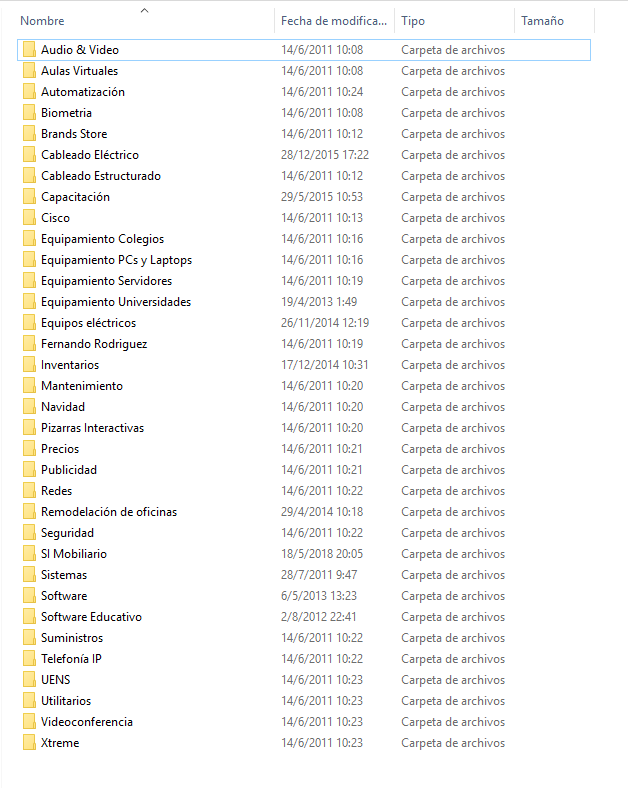 Nombre Fecha de modifica... Tipo Tamaño
Audio & Video 14/6/2011 10:08 Carpeta de archivos
Aulas Virtuales 14/6/2011 10:08 Carpeta de archivos
Automatización 14/6/2011 10:24 Carpeta de archivos
Biometria 14/6/2011 10:08 Carpeta de archivos
Brands Store 14/6/2011 10:12 Carpeta de archivos
Cableado Eléctrico 28/12/2015 17:22 Carpeta de archivos
Cableado Estructurado 14/6/2011 10:12 Carpeta de archivos
Capacitación 29/5/2015 10:53 Carpeta de archivos
Cisco 14/6/2011 10:13 Carpeta de archivos
Equipamiento Colegios 14/6/2011 10:16 Carpeta de archivos
Equipamiento PCs y Laptops 14/6/2011 10:16 Carpeta de archivos
Equipamiento Servidores 14/6/2011 10:19 Carpeta de archivos
Equipamiento Universidades 19/4/2013 1:49 Carpeta de archivos
Equipos eléctricos 26/11/2014 12:19 Carpeta de archivos
Fernando Rodriguez 14/6/2011 10:19 Carpeta de archivos
Inventarios 17/12/2014 10:31 Carpeta de archivos
Mantenimiento 14/6/2011 10:20 Carpeta de archivos
Navidad 14/6/2011 10:20 Carpeta de archivos
Pizarras Interactivas 14/6/2011 10:20 Carpeta de archivos
Precios 14/6/2011 10:21 Carpeta de archivos
Publicidad 14/6/2011 10:21 Carpeta de archivos
Redes 14/6/2011 10:22 Carpeta de archivos
Remodelación de oficinas 29/4/2014 10:18 Carpeta de archivos
Seguridad 14/6/2011 10:22 Carpeta de archivos
SI Mobiliario 18/5/2018 20:05 Carpeta de archivos
Sistemas 28/7/2011 9:47 Carpeta de archivos
Software 6/5/2013 13:23 Carpeta de archivos
Software Educativo 2/8/2012 22:41 Carpeta de archivos
Suministros 14/6/2011 10:22 Carpeta de archivos
Telefonía IP 14/6/2011 10:22 Carpeta de archivos
UENS 14/6/2011 10:23 Carpeta de archivos
Utilitarios 14/6/2011 10:23 Carpeta de archivos
Videoconferencia 14/6/2011 10:23 Carpeta de archivos
Xtreme 14/6/2011 10:23 Carpeta de archivos